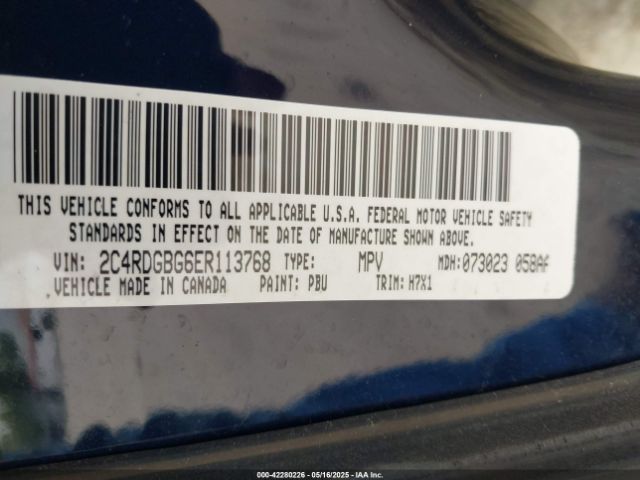 THIS VEHICLE CONFORMS TO ALL APPLICABLE U.S.A. FEDERAL MOTOR VEHICLE SAFETY
STANDARDS IN EFFECT ON THE DATE OF MANUFACTURE SHOWN ABOVE.
VIN: 2C4RDGBG6ER113768 TYPE: MPV MDH: 073023 058AF
VEHICLE MADE IN CANADA PAINT: PBU TRIM: H7X1
000-42280226 - 05/16/2025 - IAA Inc.